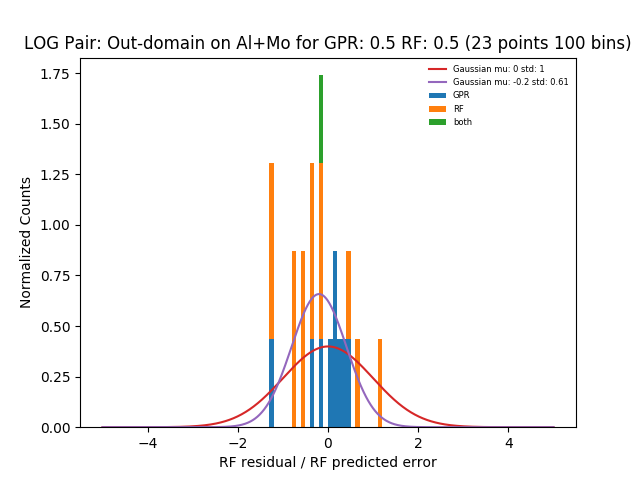 LOG Pair: Out-domain on Al+Mo for GPR: 0.5 RF: 0.5 (23 points 100 bins)
Gaussian mu: 0 std: 1
Gaussian mu: -0.2 std: 0.61
GPR
RF
both
Normalized Counts
1.75
1.50
1.25
1.00
0.75
0.50
0.25
0.00
−4 −2 0 2 4
RF residual / RF predicted error